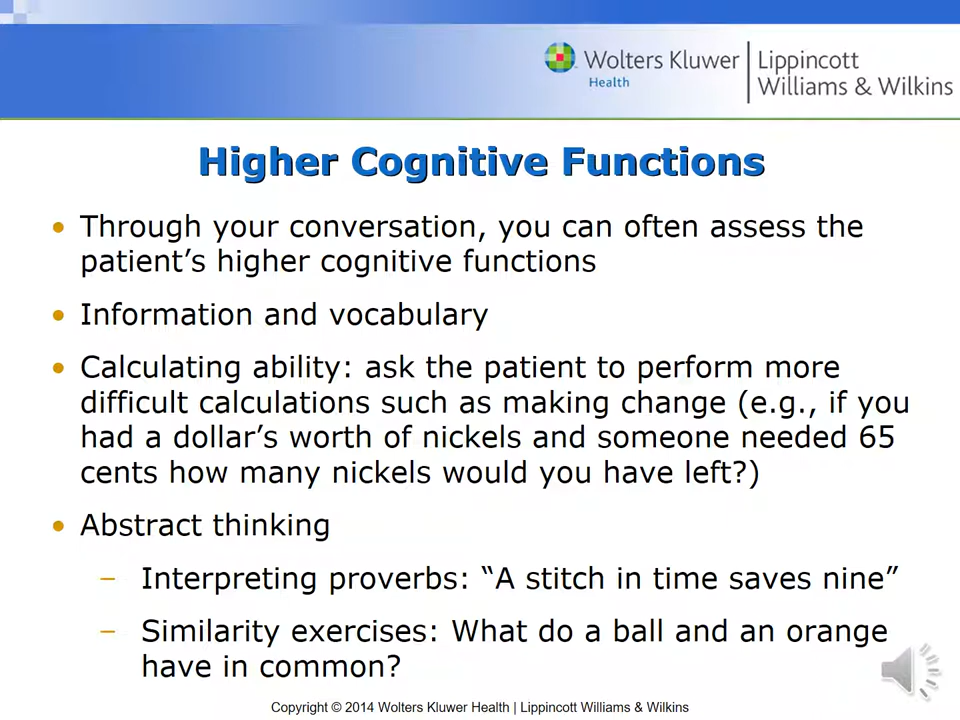 Wolters Kluwer
Health
Lippincott
Williams & Wilkins
Higher Cognitive Functions
• Through your conversation, you can often assess the
patient’s higher cognitive functions
• Information and vocabulary
• Calculating ability: ask the patient to perform more
difficult calculations such as making change (e.g., if you
had a dollar’s worth of nickels and someone needed 65
cents how many nickels would you have left?)
• Abstract thinking
– Interpreting proverbs: “A stitch in time saves nine”
– Similarity exercises: What do a ball and an orange
have in common?
Copyright © 2014 Wolters Kluwer Health | Lippincott Williams & Wilkins